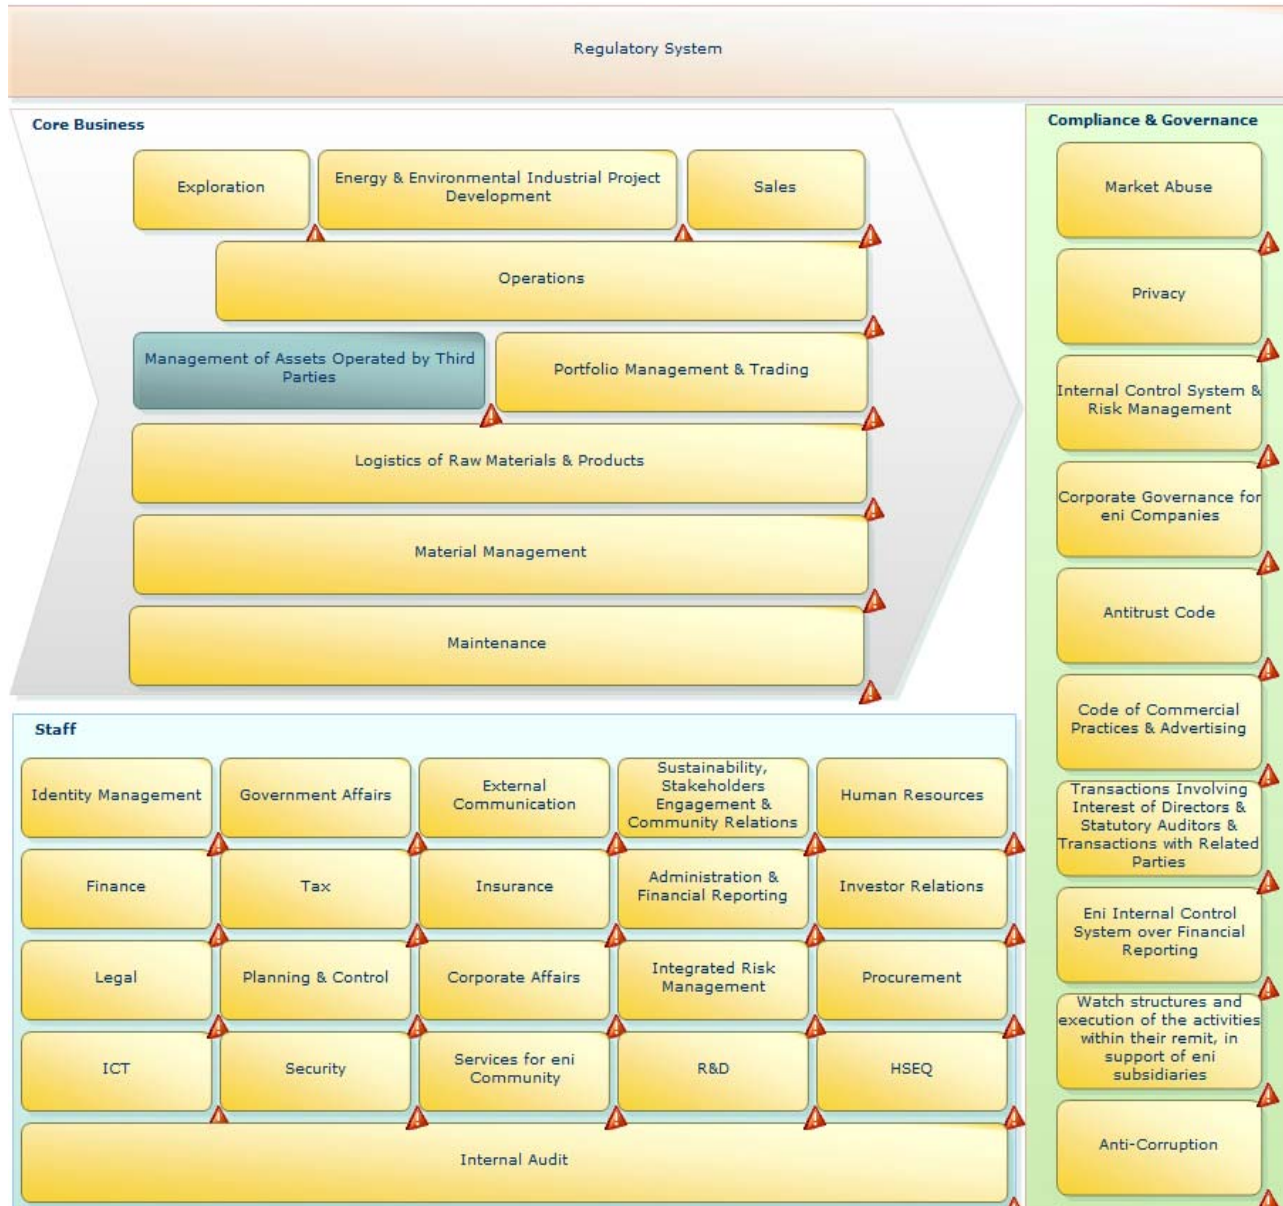 Regulatory System
Core Business
Exploration
Energy & Environmental Industrial Project
Development
Sales
Operations
Management of Assets Operated by Third
Parties
Portfolio Management & Trading
Logistics of Raw Materials & Products
Material Management
Maintenance
Staff
Identity Management
Government Affairs
External
Communication
Sustainability,
Stakeholders
Engagement &
Community Relations
Human Resources
Finance
Tax
Insurance
Administration &
Financial Reporting
Investor Relations
Legal
Planning & Control
Corporate Affairs
Integrated Risk
Management
Procurement
ICT
Security
Services for eni
Community
R&D
HSEQ
Internal Audit
Compliance & Governance
Market Abuse
Privacy
Internal Control System &
Risk Management
Corporate Governance for
eni Companies
Antitrust Code
Code of Commercial
Practices & Advertising
Transactions Involving
Interest of Directors &
Statutory Auditors &
Transactions with Related
Parties
Eni Internal Control
System over Financial
Reporting
Watch structures and
execution of the activities
within their remit, in
support of eni
subsidiaries
Anti-Corruption